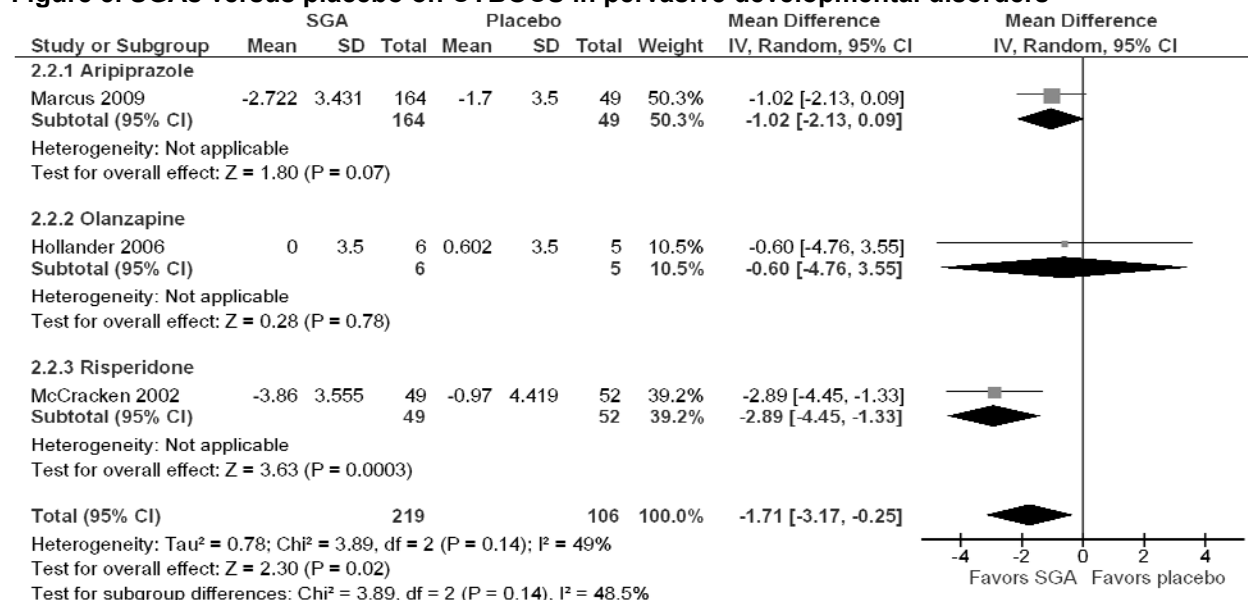 SGA Placebo Mean Difference Mean Difference
Study or Subgroup Mean SD Total Mean SD Total Weight IV, Random, 95% CI IV, Random, 95% CI
2.2.1 Aripiprazole
Marcus 2009 -2.722 3.431 164 -1.7 3.5 49 50.3% -1.02 [-2.13, 0.09]
Subtotal (95% CI) 164 49 50.3% -1.02 [-2.13, 0.09]
Heterogeneity: Not applicable
Test for overall effect: Z = 1.80 (P = 0.07)
2.2.2 Olanzapine
Hollander 2006 0 3.5 6 0.602 3.5 5 10.5% -0.60 [-4.76, 3.55]
Subtotal (95% CI) 6 5 10.5% -0.60 [-4.76, 3.55]
Heterogeneity: Not applicable
Test for overall effect: Z = 0.28 (P = 0.78)
2.2.3 Risperidone
McCracken 2002 -3.86 3.555 49 -0.97 4.419 52 39.2% -2.89 [-4.45, -1.33]
Subtotal (95% CI) 49 52 39.2% -2.89 [-4.45, -1.33]
Heterogeneity: Not applicable
Test for overall effect: Z = 3.63 (P = 0.0003)
Total (95% CI) 219 106 100.0% -1.71 [-3.17, -0.25]
Heterogeneity: Tau² = 0.78; Chi² = 3.89, df = 2 (P = 0.14); I² = 49%
Test for overall effect: Z = 2.30 (P = 0.02)
Test for subgroup differences: Chi² = 3.89, df = 2 (P = 0.14), I² = 48.5%
-4 -2 0 2 4
Favors SGA Favors placebo